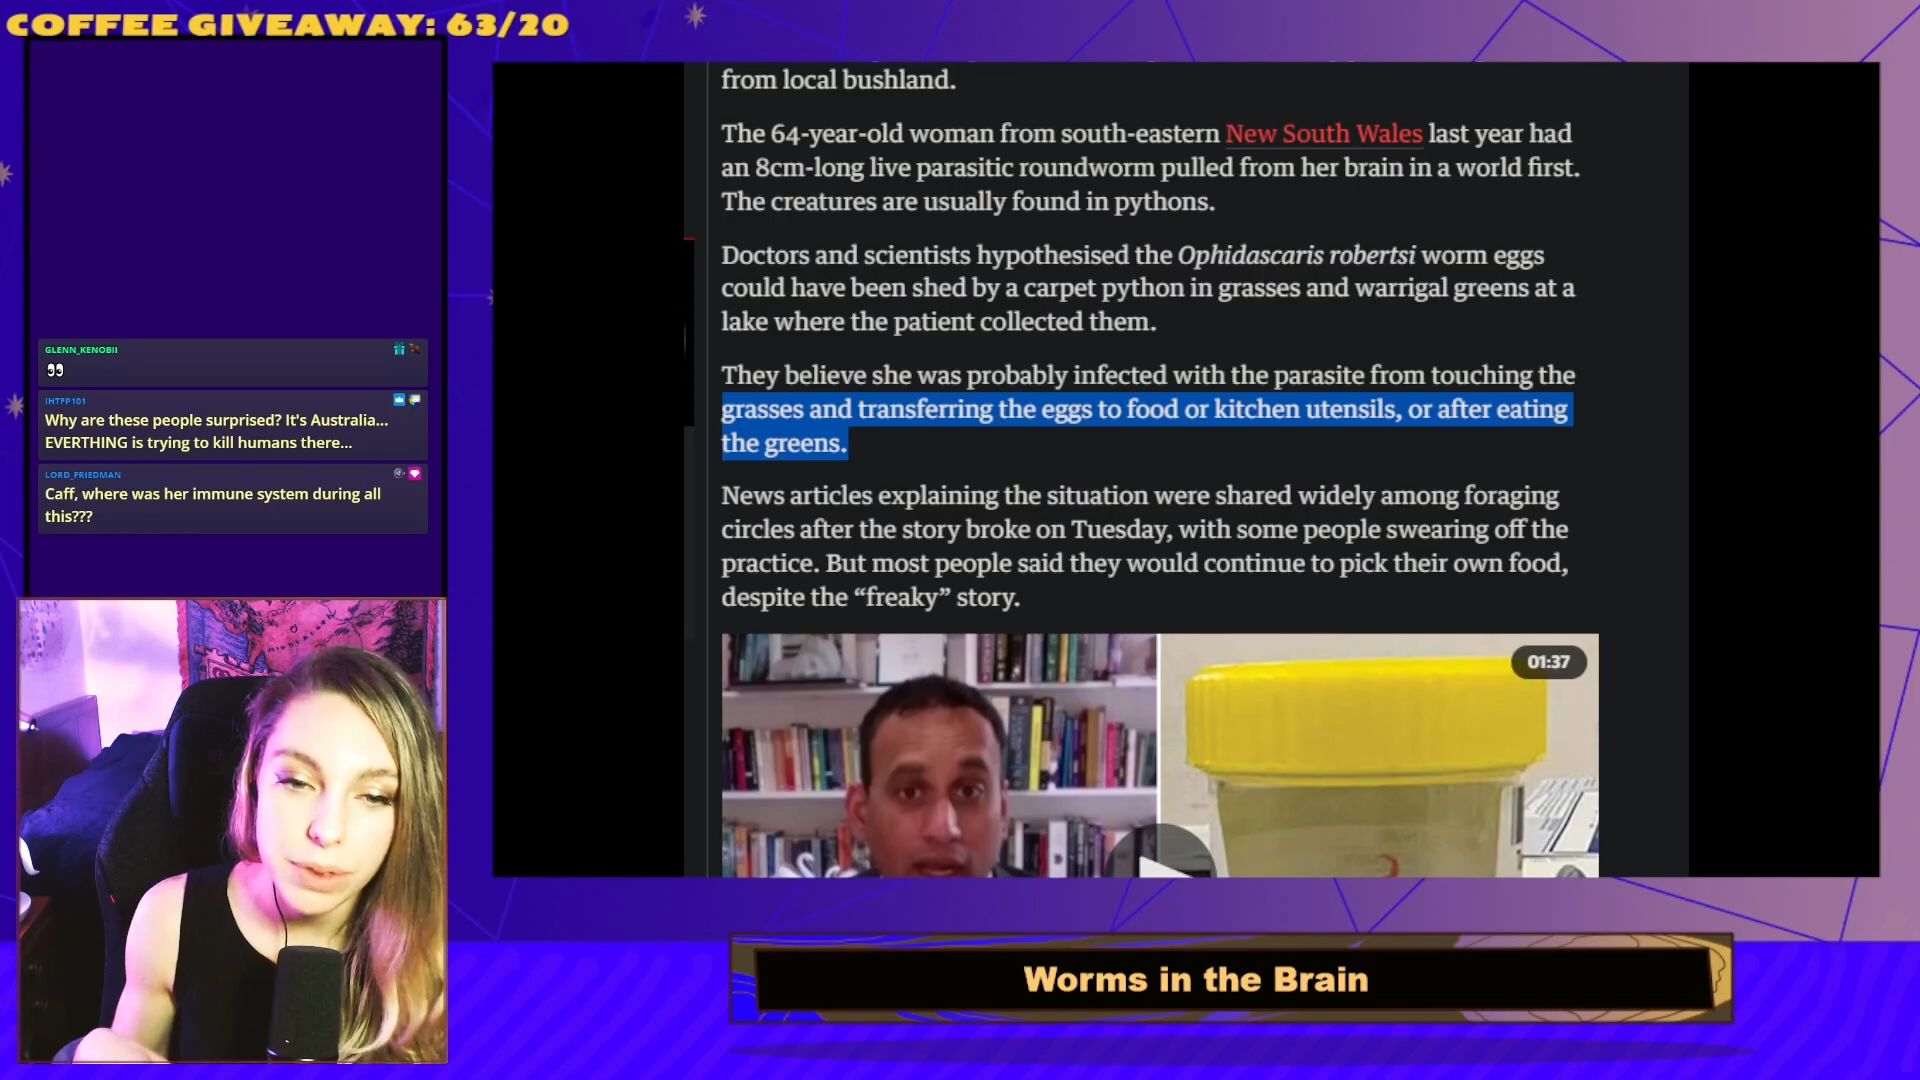 COFFEE GIVEAWAY: 63/20
from local bushland.
The 64-year-old woman from south-eastern New South Wales last year had
an 8cm-long live parasitic roundworm pulled from her brain in a world first.
The creatures are usually found in pythons.
Doctors and scientists hypothesised the Ophidascaris robertsi worm eggs
could have been shed by a carpet python in grasses and warrigal greens at a
lake where the patient collected them.
They believe she was probably infected with the parasite from touching the
grasses and transferring the eggs to food or kitchen utensils, or after eating
the greens.
News articles explaining the situation were shared widely among foraging
circles after the story broke on Tuesday, with some people swearing off the
practice. But most people said they would continue to pick their own food,
despite the “freaky” story.
01:37
GLENN_KENOBII
IHTFP101
Why are these people surprised? It's Australia...
EVERTHING is trying to kill humans there...
LORD_FRIEDMAN
Caff, where was her immune system during all
this???
Worms in the Brain